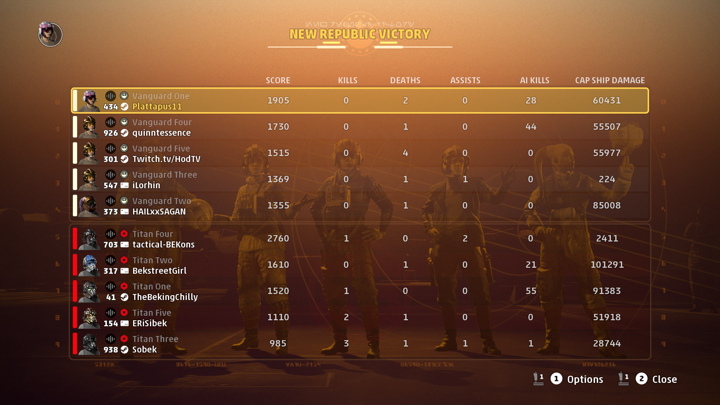 NEW REPUBLIC VICTORY
SCORE KILLS DEATHS ASSISTS AI KILLS CAP SHIP DAMAGE
Vanguard One
434 Plattapus11 1905 0 2 0 28 60431
Vanguard Four
926 quinntessence 1730 0 1 0 44 55507
Vanguard Five
301 Twitch.tv/HodTV 1515 0 4 0 0 55977
Vanguard Three
547 iLorhin 1369 0 1 1 0 224
Vanguard Two
373 HAILxxSAGAN 1355 0 1 0 0 85008
Titan Four
703 tactical-BEKons 2760 1 0 2 0 2411
Titan Two
317 BekstreetGirl 1610 0 1 0 21 101291
Titan One
41 TheBekingChilly 1520 1 0 0 55 91383
Titan Five
154 ERiSibek 1110 2 1 0 0 51918
Titan Three
938 Sobek 985 3 1 1 1 28744
1 1 Options 1 2 Close